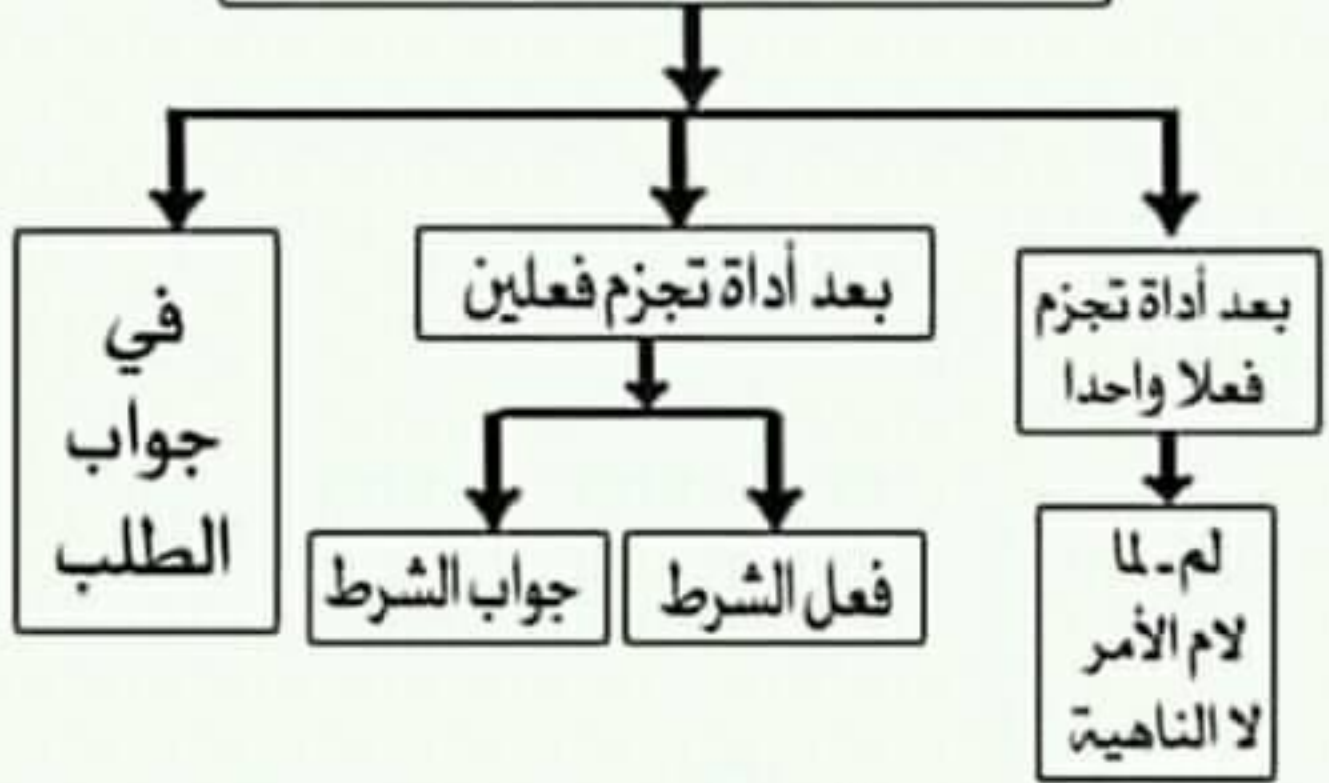 بعد أداة تجزم
فعلا واحدا
لم - لما
لام الأمر
لا الناهية
بعد أداة تجزم فعلين
فعل الشرط
جواب الشرط
في
جواب
الطلب